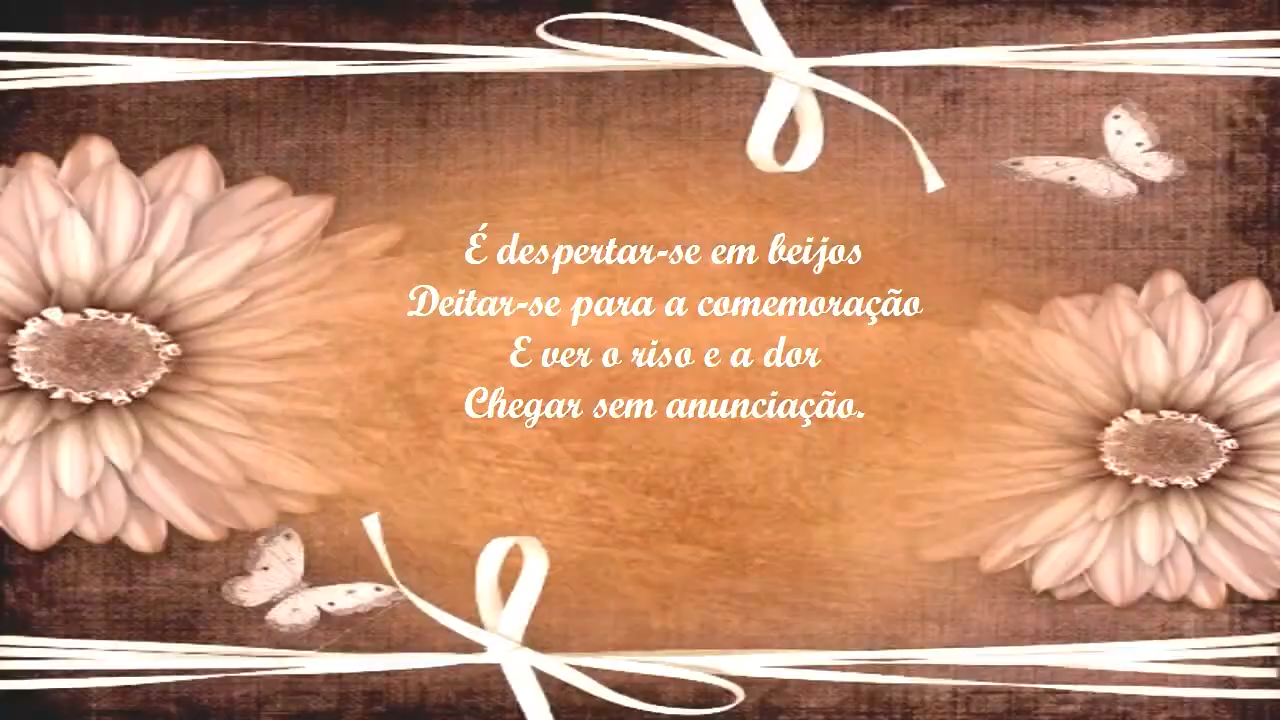 É despertar-se em beijos
Deitar-se para a comemoração
E ver o riso e a dor
Chegar sem anunciação.